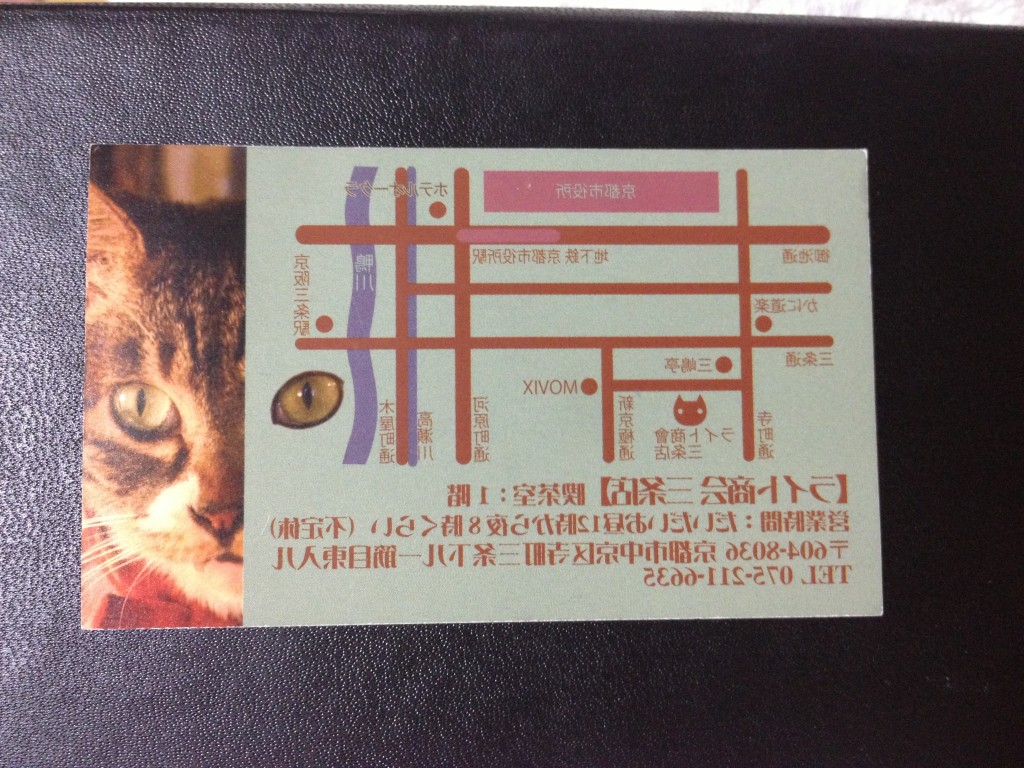 京都市役所
ホテルオークラ
御池通
地下鉄 京都市役所駅
鴨川
京阪三条駅
かに道楽
三条通
三嶋亭
MOVIX
寺町通
ライト商會
三条店
新京極通
河原町通
高瀬川
木屋町通
【ライト商会 三条店】 喫茶室：１階
営業時間：だいたいお昼12時から夜８時くらい（不定休）
〒604-8036 京都市中京区寺町三条下ル一筋目東入ル
TEL 075-211-6635